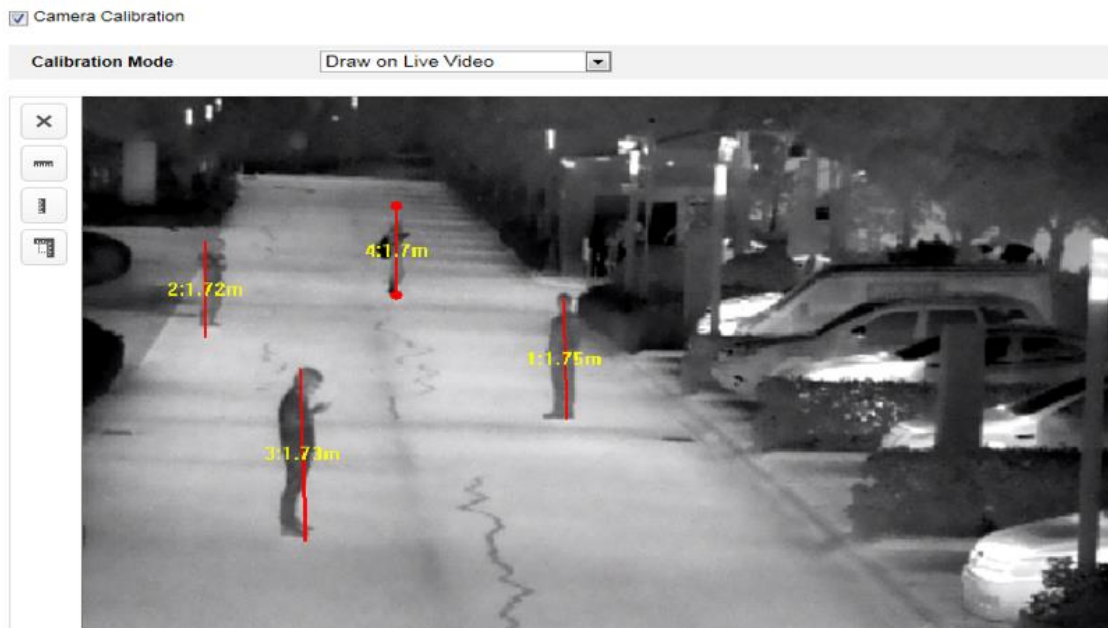 Camera Calibration
Calibration Mode
Draw on Live Video
4:1.7m
2:1.72m
1:1.75m
3:1.73m